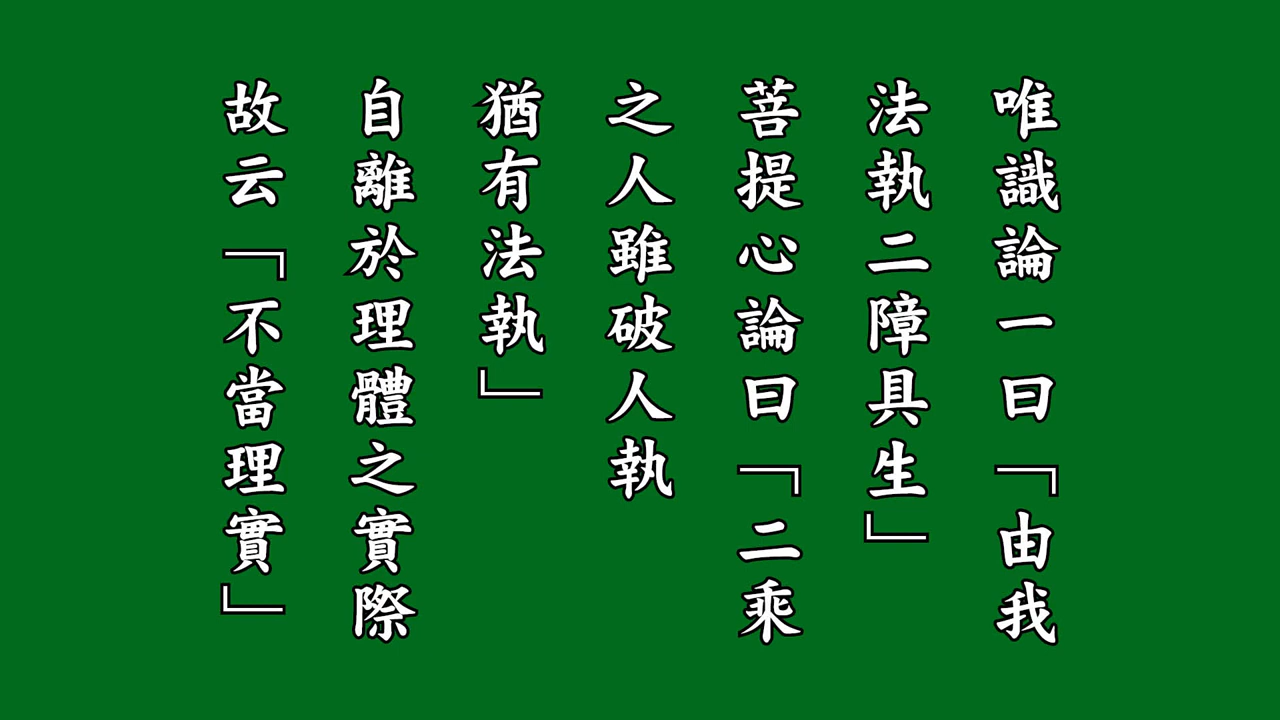 唯識論一曰「由我
法執二障具生」
菩提心論曰「二乘
之人雖破人執
猶有法執」
自離於理體之實際
故云「不當理實」